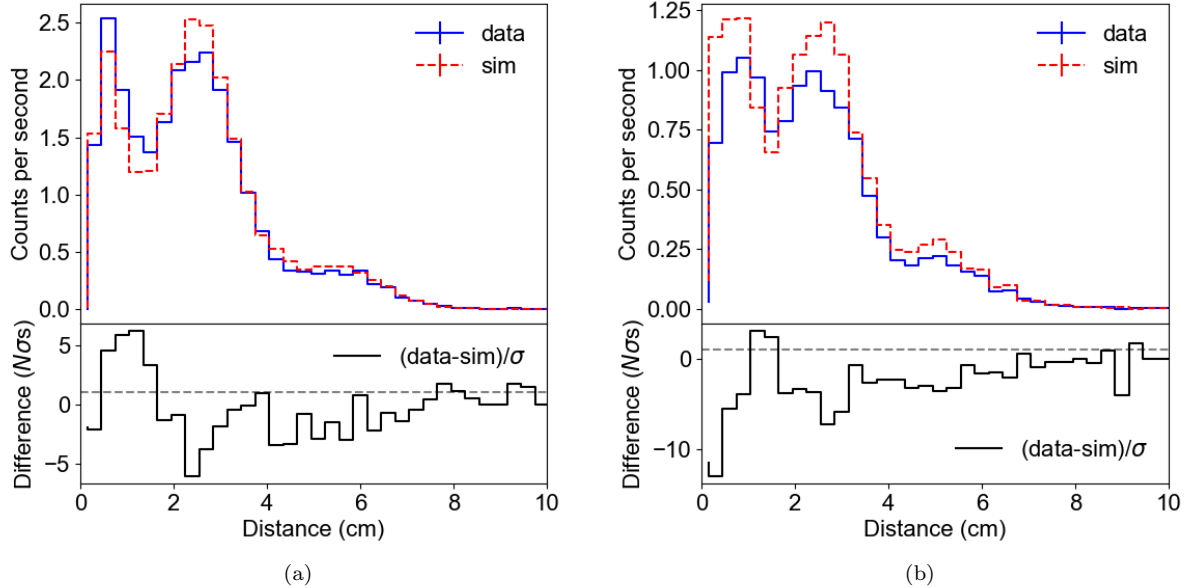 2.5
2.0
1.5
1.0
0.5
0.0
Counts per second
data
sim
5
0
−5
Difference (Nσs)
(data-sim)/σ
0
2
4
6
8
10
Distance (cm)
(a)
1.25
1.00
0.75
0.50
0.25
0.00
Counts per second
data
sim
0
−10
Difference (Nσs)
(data-sim)/σ
0
2
4
6
8
10
Distance (cm)
(b)